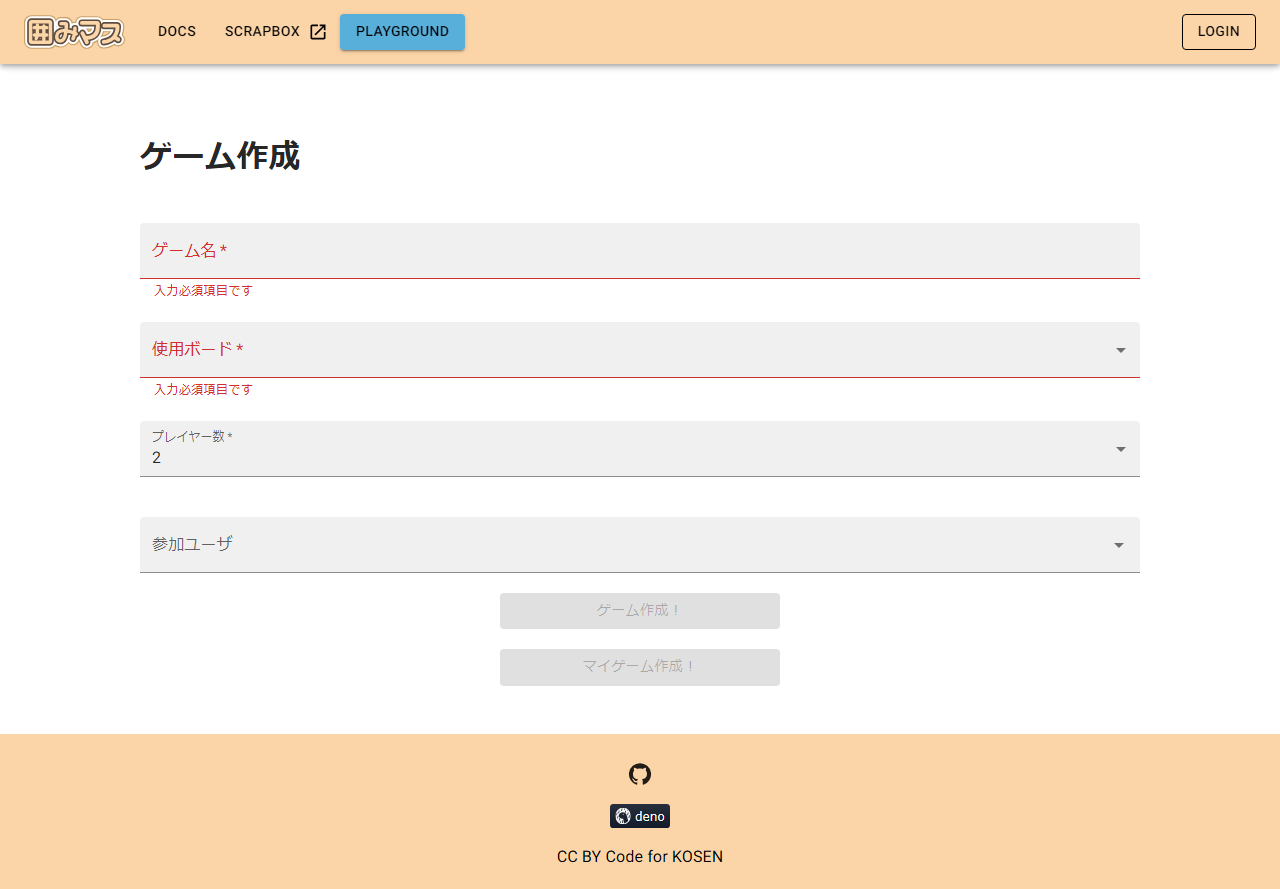 囲みマス DOCS SCRAPBOX PLAYGROUND LOGIN
ゲーム作成
ゲーム名 *
入力必須項目です
使用ボード *
入力必須項目です
プレイヤー数 *
2
参加ユーザ
ゲーム作成！
マイゲーム作成！
deno
CC BY Code for KOSEN